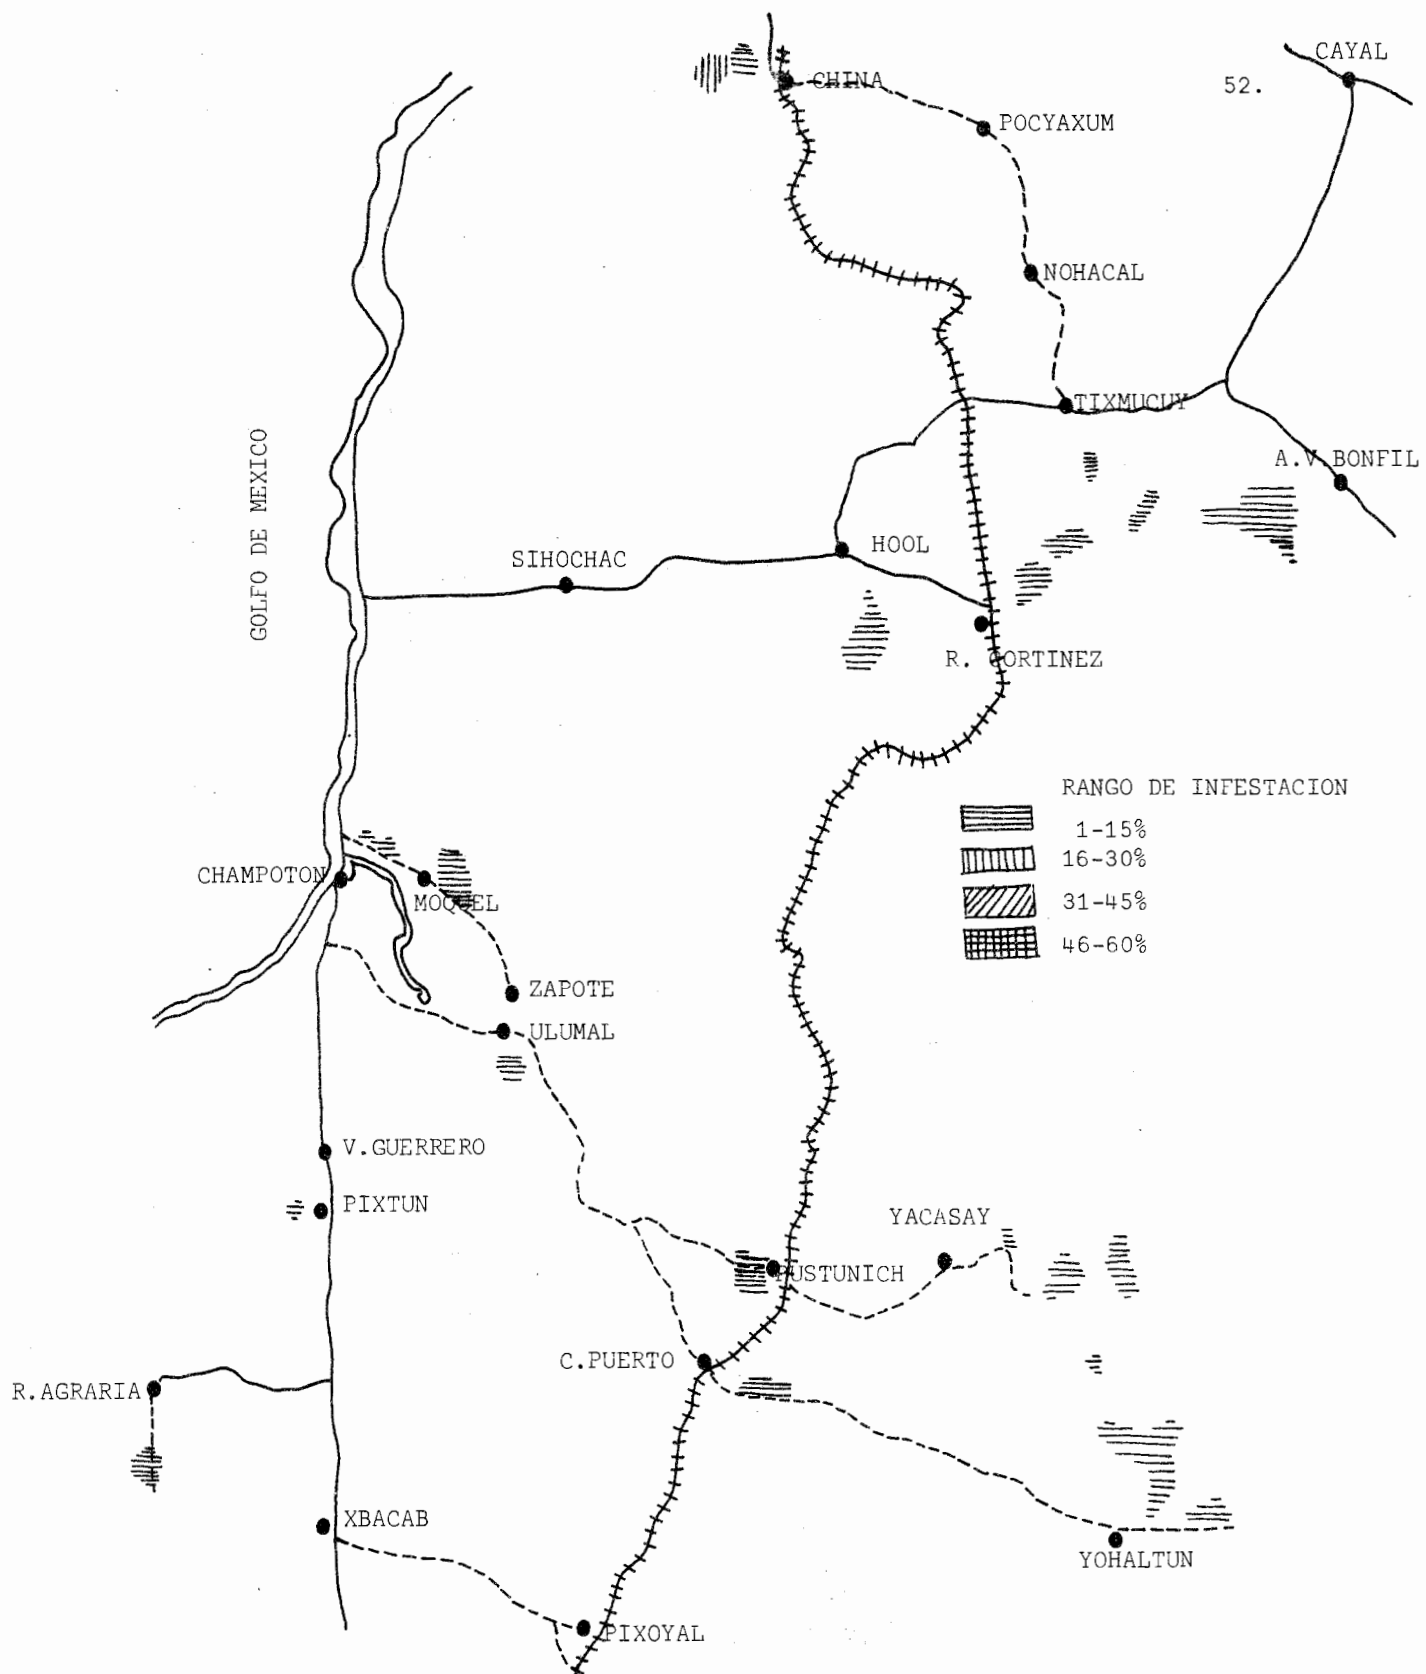 CAYAL
52.
CHINA
POCYAXUM
NOHACAL
TIXMUCUY
A.V.BONFIL
GOLFO DE MEXICO
HOOL
SIHOCHAC
R. CORTINEZ
RANGO DE INFESTACION
1-15%
16-30%
31-45%
46-60%
CHAMPOTON
MOQUEL
ZAPOTE
ULUMAL
V.GUERRERO
PIXTUN
YACASAY
PUSTUNICH
C.PUERTO
R.AGRARIA
XBACAB
YOHALTUN
PIXOYAL